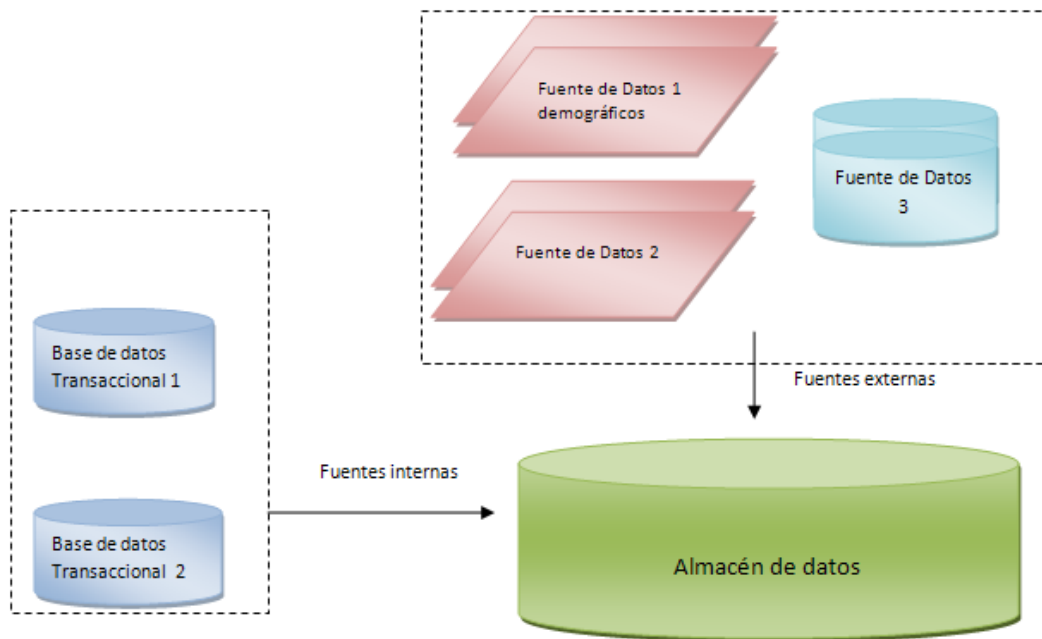 Fuente de Datos 1
demográficos
Fuente de Datos
3
Fuente de Datos 2
Fuentes externas
Base de datos
Transaccional 1
Fuentes internas
Base de datos
Transaccional 2
Almacén de datos